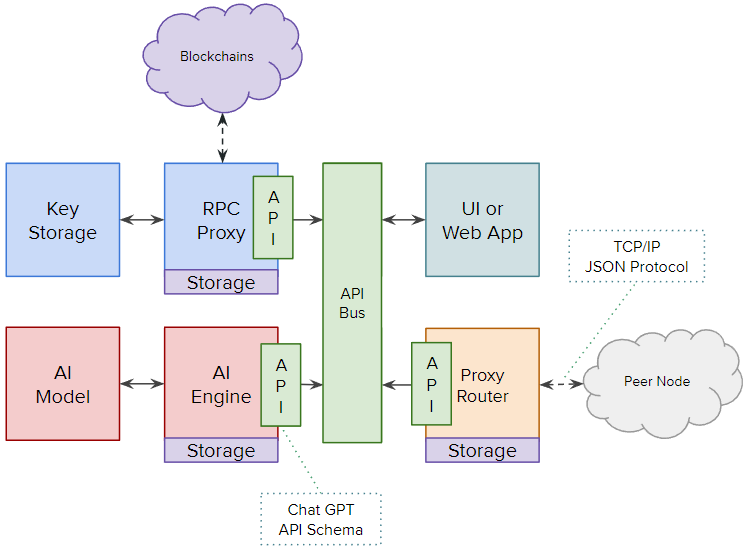 Blockchains
Key
Storage
RPC
Proxy
A
P
I
Storage
API
Bus
UI or
Web App
TCP/IP
JSON Protocol
AI
Model
AI
Engine
A
P
I
Storage
A
P
I
Proxy
Router
Storage
Peer Node
Chat GPT
API Schema